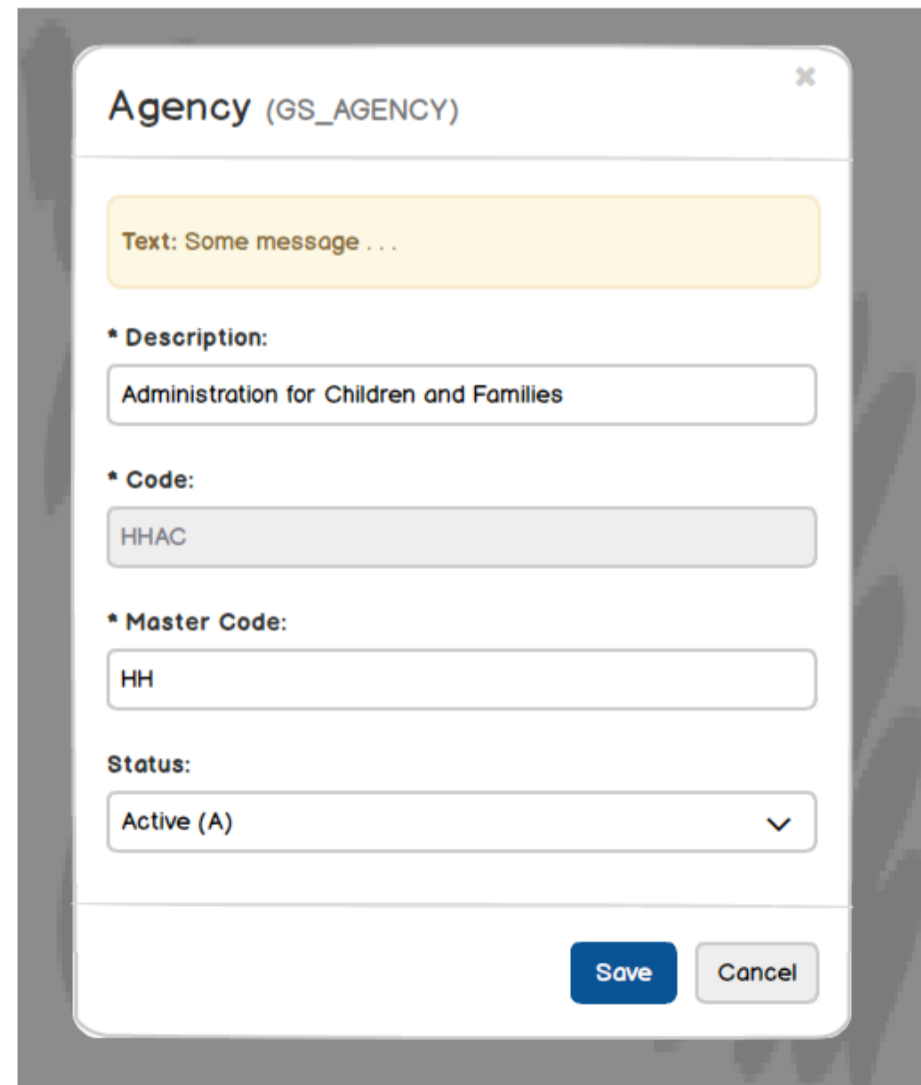 Agency (GS_AGENCY)
Text: Some message . . .
* Description:
Administration for Children and Families
* Code:
HHAC
* Master Code:
HH
Status:
Active (A)
Save Cancel